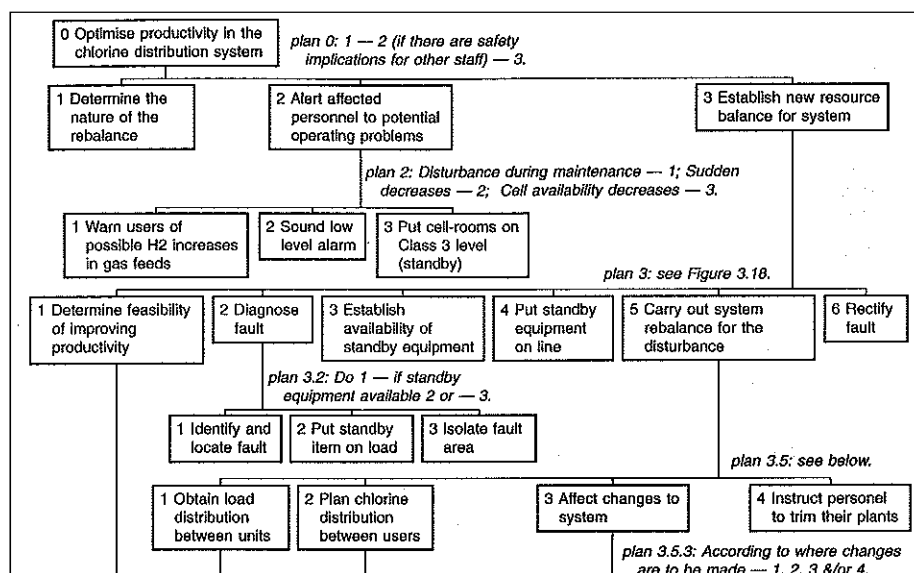 0 Optimise productivity in the
chlorine distribution system
plan 0: 1 — 2 (if there are safety
implications for other staff) — 3.
1 Determine the
nature of the
rebalance
2 Alert affected
personnel to potential
operating problems
3 Establish new resource
balance for system
plan 2: Disturbance during maintenance — 1; Sudden
decreases — 2; Cell availability decreases — 3.
1 Warn users of
possible H2 increases
in gas feeds
2 Sound low
level alarm
3 Put cell-rooms on
Class 3 level
(standby)
plan 3: see Figure 3.18.
1 Determine feasibility
of improving
productivity
2 Diagnose
fault
3 Establish
availability of
standby equipment
4 Put standby
equipment
on line
5 Carry out system
rebalance for the
disturbance
6 Rectify
fault
plan 3.2: Do 1 — if standby
equipment available 2 or — 3.
1 Identify and
locate fault
2 Put standby
item on load
3 Isolate fault
area
plan 3.5: see below.
1 Obtain load
distribution
between units
2 Plan chlorine
distribution
between users
3 Affect changes to
system
4 Instruct personel
to trim their plants
plan 3.5.3: According to where changes
are to be made — 1, 2, 3 &/or 4.